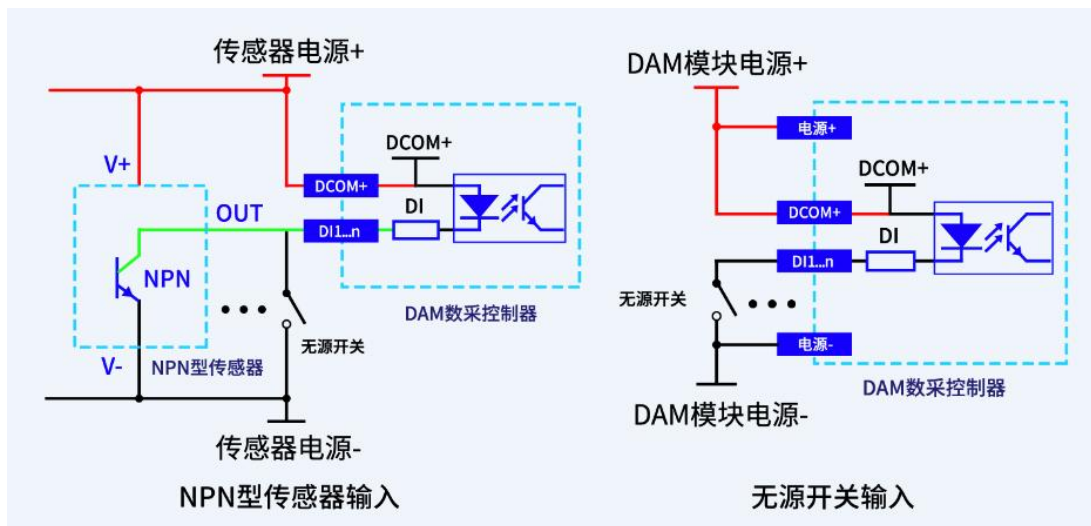 传感器电源+
V+
DCOM+
DCOM+
OUT
DI
DI1...n
NPN
DAM数采控制器
无源开关
V-
NPN型传感器
传感器电源-
NPN型传感器输入
DAM模块电源+
电源+
DCOM+
DCOM+
DI
DI1...n
无源开关
电源-
DAM数采控制器
DAM模块电源-
无源开关输入